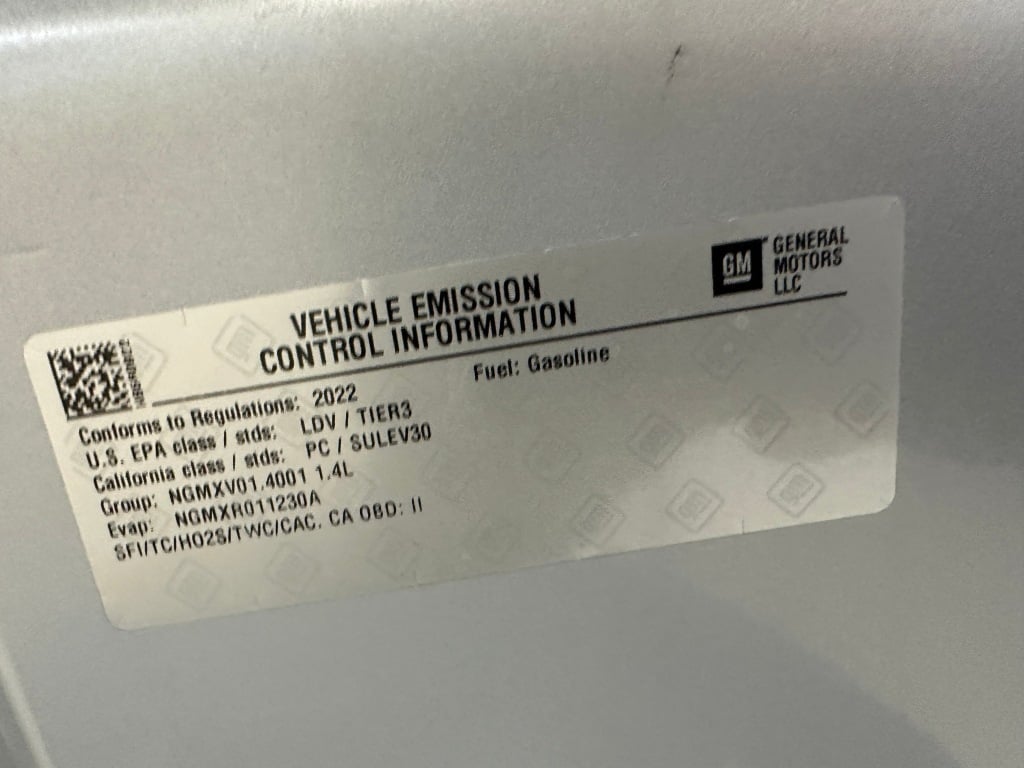 GM GENERAL
MOTORS
LLC
VEHICLE EMISSION
CONTROL INFORMATION
Fuel: Gasoline
Conforms to Regulations: 2022
U.S. EPA class / stds: LDV / TIER3
California class / stds: PC / SULEV30
Group: NGMXV01.4001 1.4L
Evap: NGMXR011230A
SFI/TC/HO2S/TWC/CAC. CA OBD: II